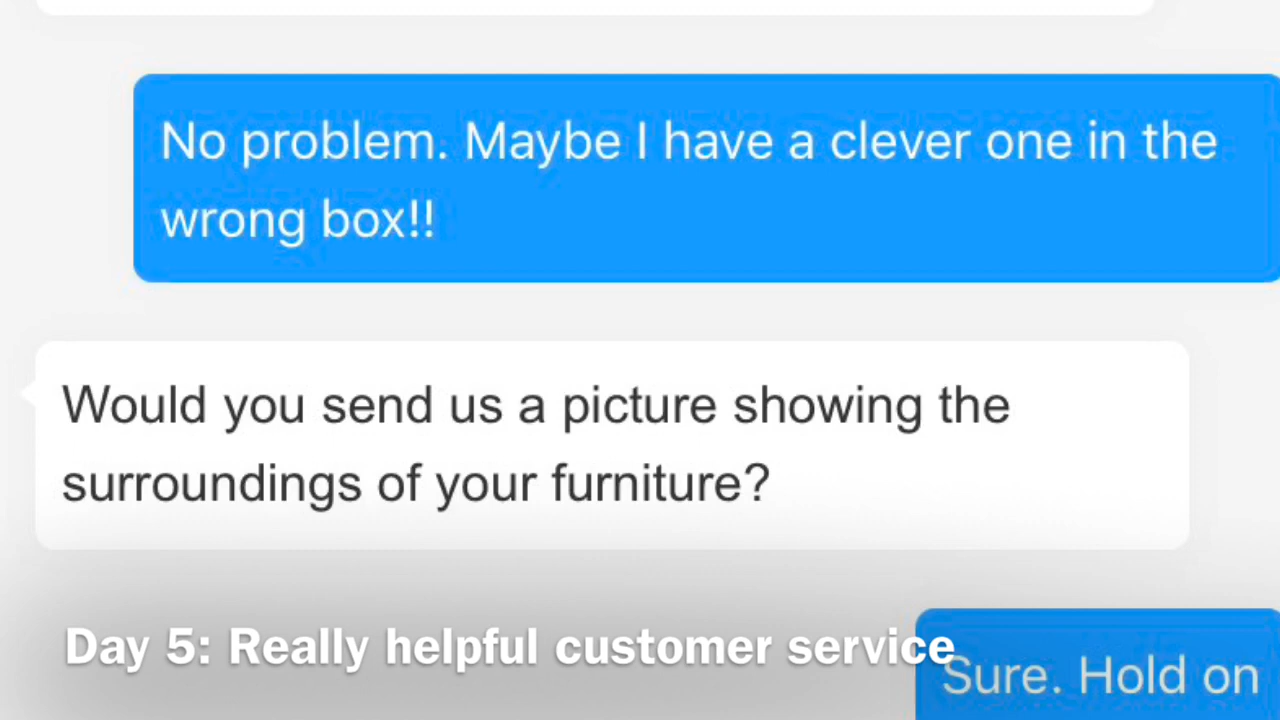 No problem. Maybe I have a clever one in the
wrong box!!
Would you send us a picture showing the
surroundings of your furniture?
Day 5: Really helpful customer service
Sure. Hold on